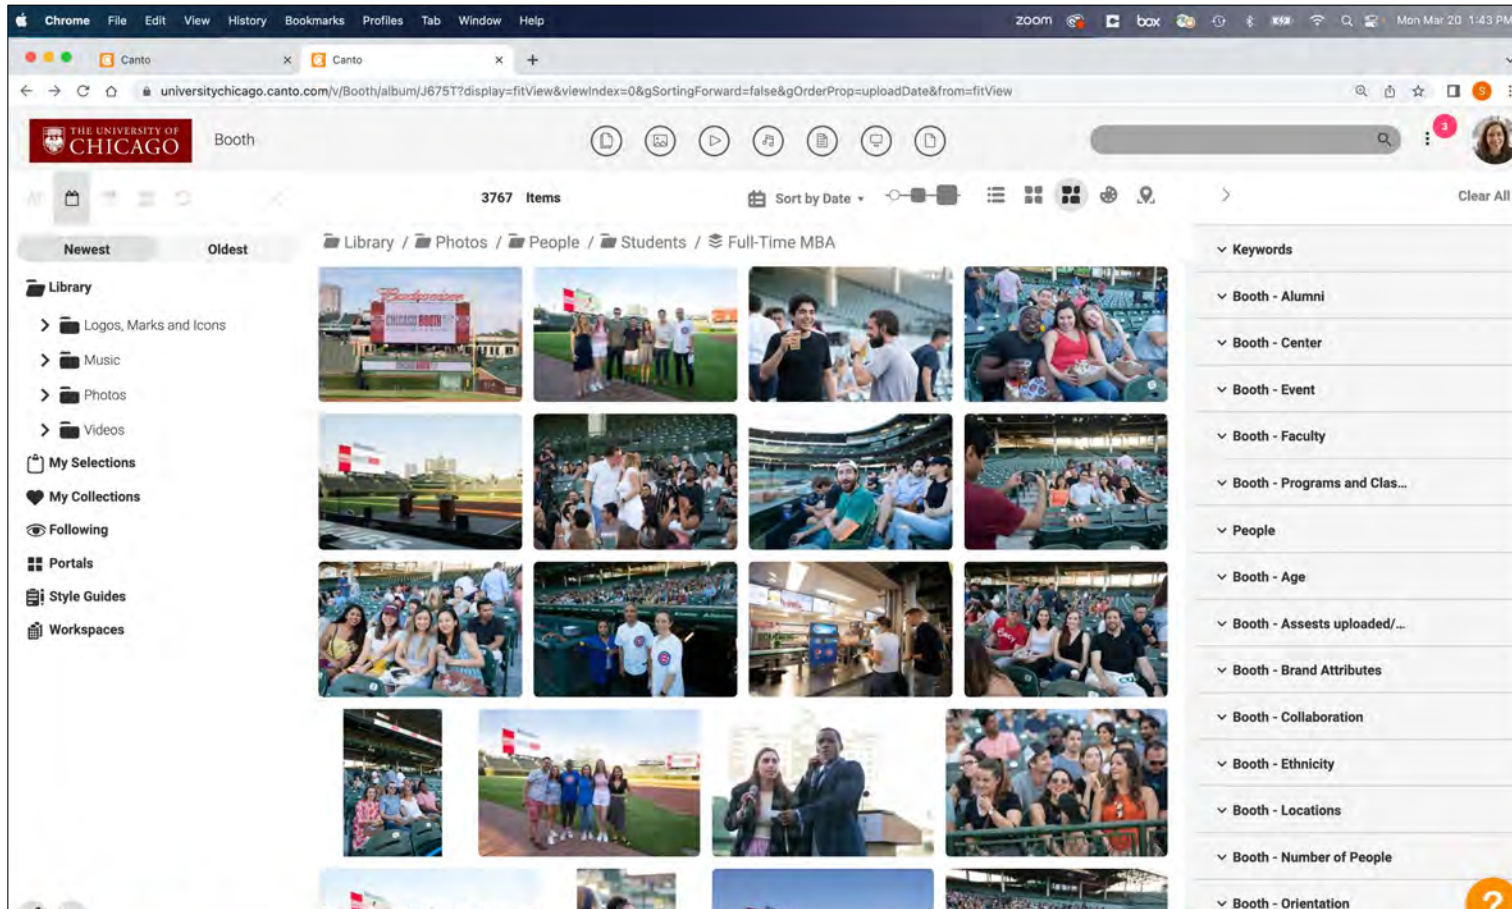 Chrome File Edit View History Bookmarks Profiles Tab Window Help
zoom box Mon Mar 20 1:43 PM
Canto
Canto
universitychicago.canto.com/v/Booth/album/J675T?display=fitView&viewIndex=0&gSortingForward=false&gOrderProp=uploadDate&from=fitView
THE UNIVERSITY OF
CHICAGO
Booth
3
3767 Items
Sort by Date
Clear All
Newest Oldest
Library / Photos / People / Students / Full-Time MBA
Library
Logos, Marks and Icons
Music
Photos
Videos
My Selections
My Collections
Following
Portals
Style Guides
Workspaces
Budweiser
CHICAGO BOOTH
Keywords
Booth - Alumni
Booth - Center
Booth - Event
Booth - Faculty
Booth - Programs and Clas...
People
Booth - Age
Booth - Assests uploaded/...
Booth - Brand Attributes
Booth - Collaboration
Booth - Ethnicity
Booth - Locations
Booth - Number of People
Booth - Orientation
?